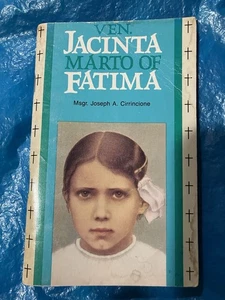 VEN.
JACINTA
MARTO OF
FATIMA
Msgr. Joseph A. Cirrincione